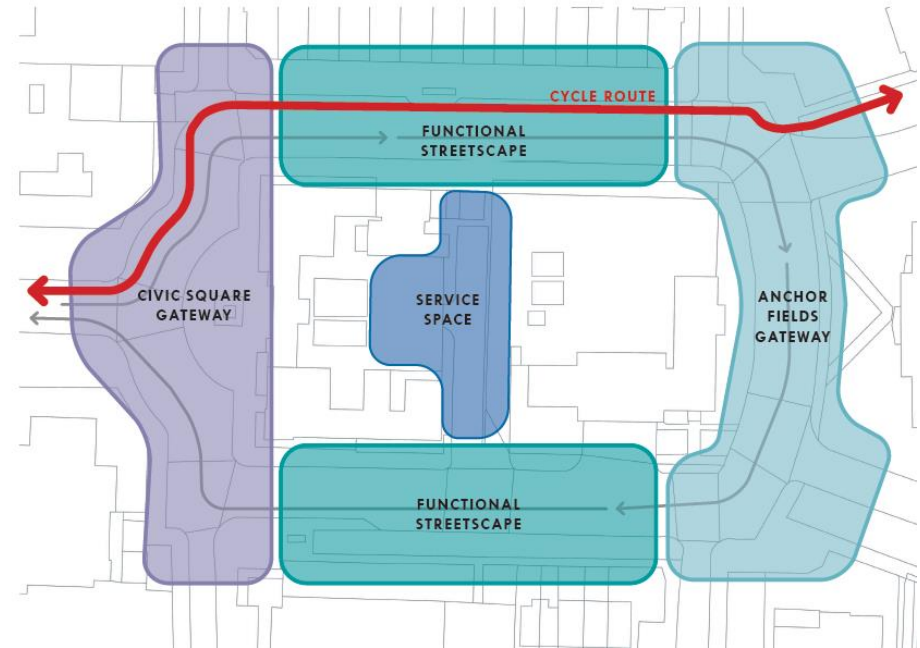 CYCLE ROUTE
FUNCTIONAL
STREETSCAPE
CIVIC SQUARE
GATEWAY
SERVICE
SPACE
ANCHOR
FIELDS
GATEWAY
FUNCTIONAL
STREETSCAPE